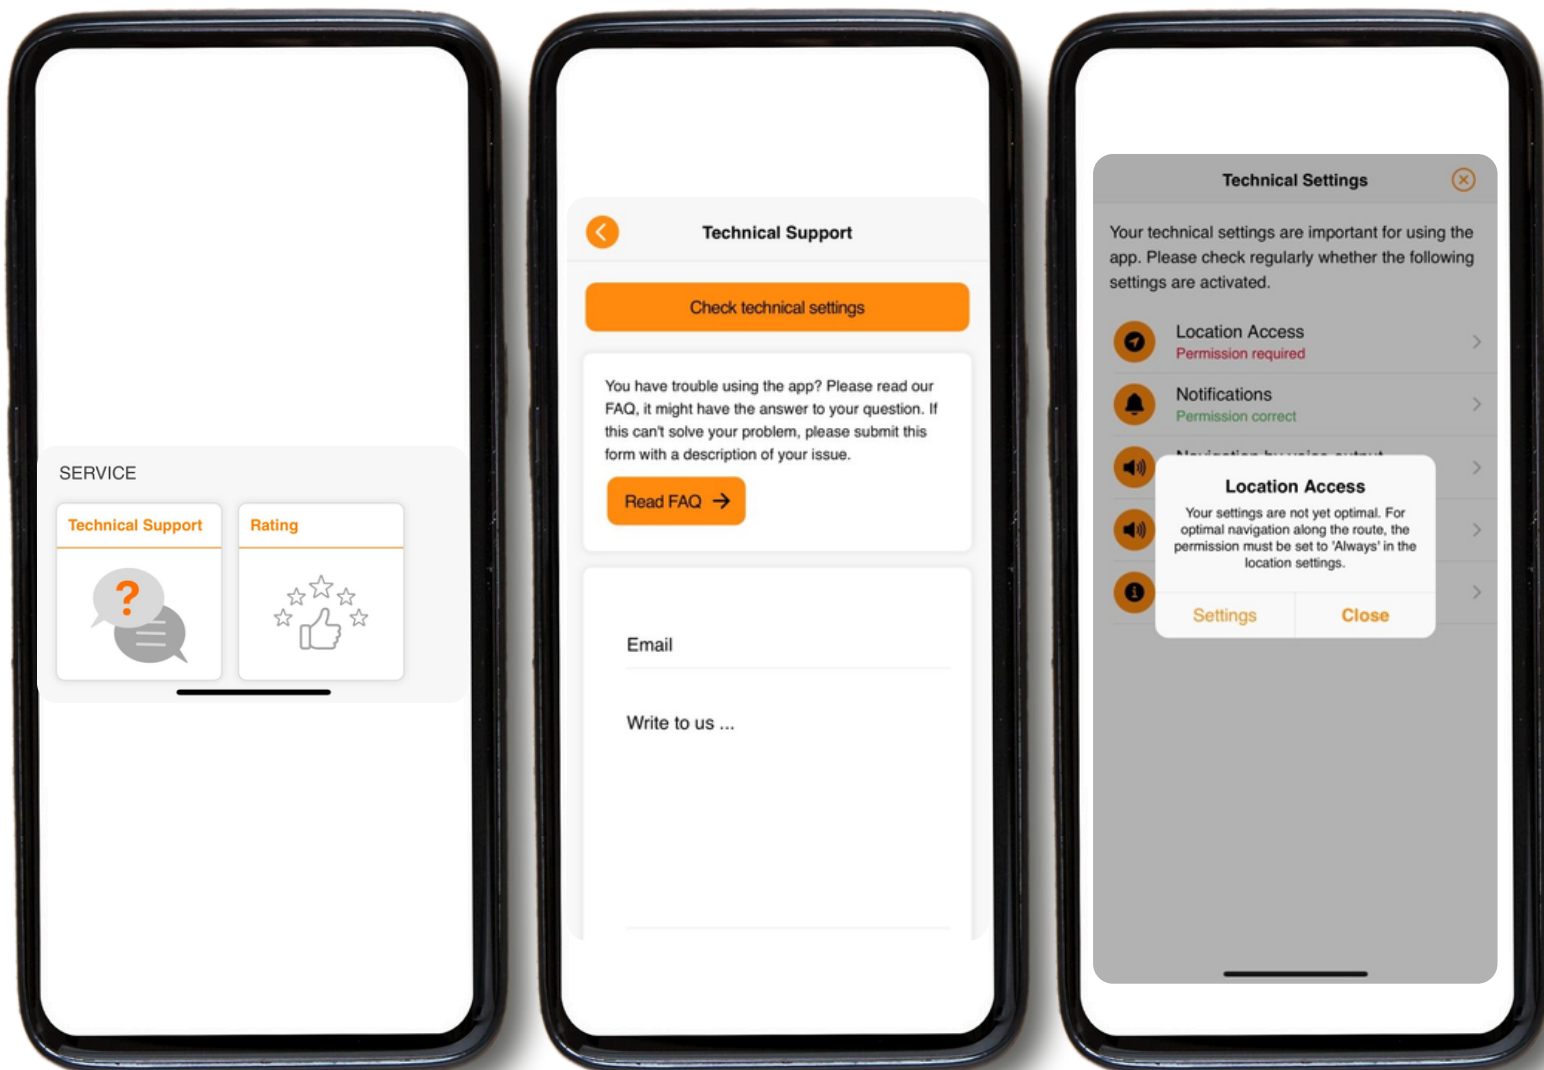 SERVICE
Technical Support
Rating
?
Technical Support
Check technical settings
You have trouble using the app? Please read our
FAQ, it might have the answer to your question. If
this can't solve your problem, please submit this
form with a description of your issue.
Read FAQ →
Email
Write to us ...
Technical Settings
Your technical settings are important for using the
app. Please check regularly whether the following
settings are activated.
Location Access
Permission required
Notifications
Permission correct
Navigation by voice output
Location Access
Your settings are not yet optimal. For
optimal navigation along the route, the
permission must be set to 'Always' in the
location settings.
Settings
Close